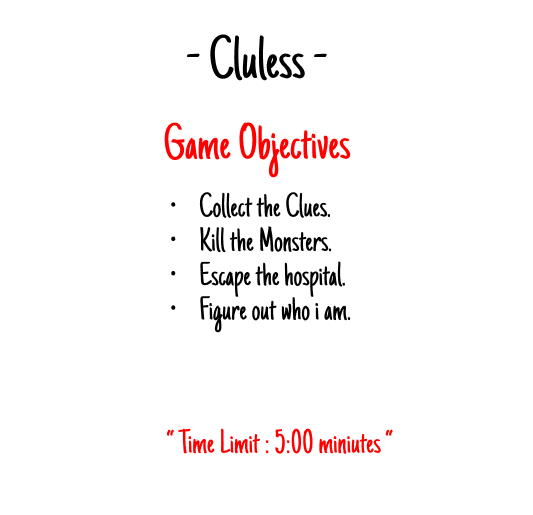 - Cluless -
Game Objectives
• Collect the Clues.
• Kill the Monsters.
• Escape the hospital.
• Figure out who i am.
" Time Limit : 5:00 miniutes "